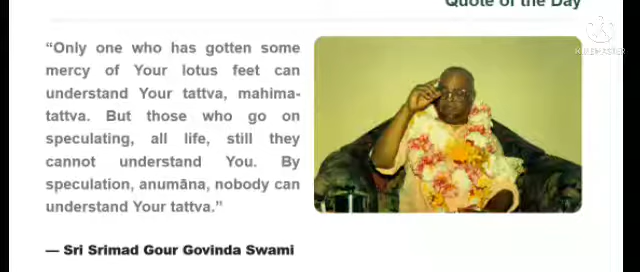 Quote of the Day
KINEMASTER
“Only one who has gotten some
mercy of Your lotus feet can
understand Your tattva, mahima-
tattva. But those who go on
speculating, all life, still they
cannot understand You. By
speculation, anumāna, nobody can
understand Your tattva.”
— Sri Srimad Gour Govinda Swami